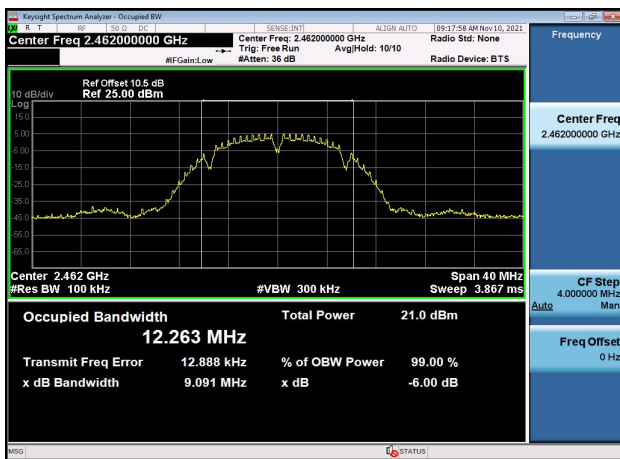 Keysight Spectrum Analyzer - Occupied BW
R T RF 50 Ω DC SENSE:INT ALIGN AUTO 09:17:58 AM Nov 10, 2021
Center Freq 2.462000000 GHz Center Freq: 2.462000000 GHz Radio Std: None Frequency
Trig: Free Run Avg|Hold: 10/10
#IFGain:Low #Atten: 36 dB Radio Device: BTS
Ref Offset 10.5 dB
10 dB/div Ref 25.00 dBm
Log
15.0
5.00
-5.00
-15.0
-25.0
-35.0
-45.0
-55.0
-65.0
Center Freq
2.462000000 GHz
Center 2.462 GHz Span 40 MHz
#Res BW 100 kHz #VBW 300 kHz Sweep 3.867 ms
CF Step
4.000000 MHz
Auto Man
Occupied Bandwidth Total Power 21.0 dBm
12.263 MHz
Freq Offset
0 Hz
Transmit Freq Error 12.888 kHz % of OBW Power 99.00 %
x dB Bandwidth 9.091 MHz x dB -6.00 dB
MSG STATUS